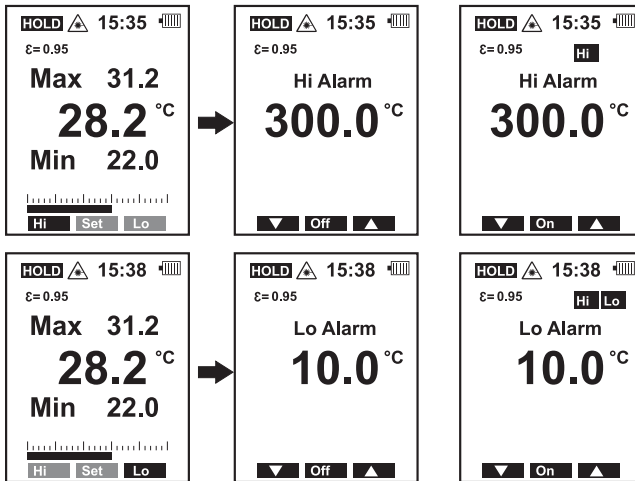 HOLD 15:35
ε= 0.95
Max 31.2
28.2 °C
Min 22.0
Hi Set Lo
HOLD 15:35
ε= 0.95
Hi Alarm
300.0 °C
Off
HOLD 15:35
ε= 0.95
Hi
Hi Alarm
300.0 °C
On
HOLD 15:38
ε= 0.95
Max 31.2
28.2 °C
Min 22.0
Hi Set Lo
HOLD 15:38
ε= 0.95
Lo Alarm
10.0 °C
Off
HOLD 15:38
ε= 0.95
Hi Lo
Lo Alarm
10.0 °C
On